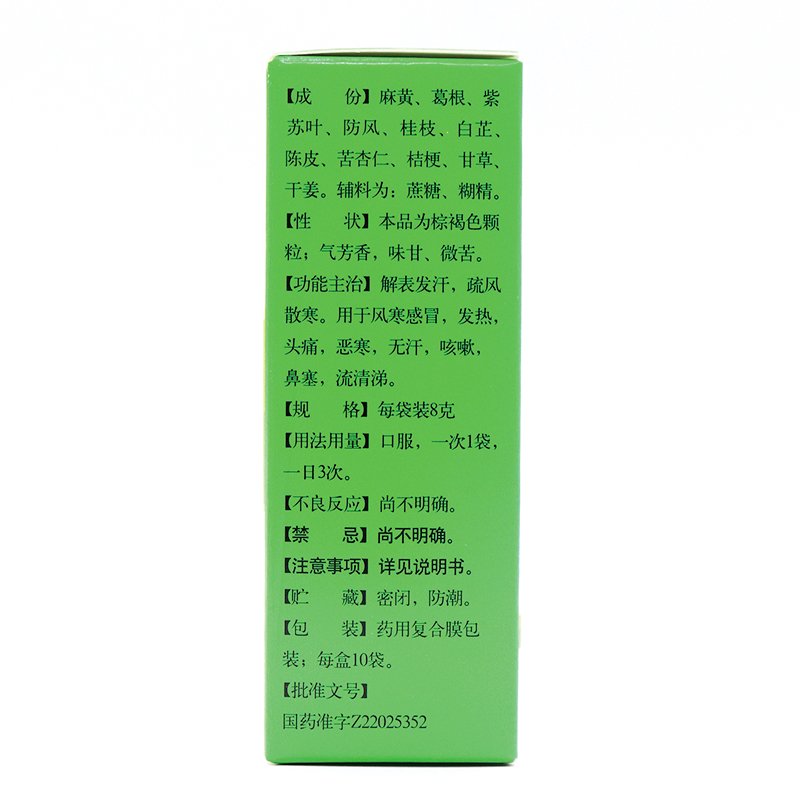 【成 份】麻黄、葛根、紫
苏叶、防风、桂枝、白芷、
陈皮、苦杏仁、桔梗、甘草、
干姜。辅料为：蔗糖、糊精。
【性 状】本品为棕褐色颗
粒；气芳香，味甘、微苦。
【功能主治】解表发汗，疏风
散寒。用于风寒感冒，发热，
头痛，恶寒，无汗，咳嗽，
鼻塞，流清涕。
【规 格】每袋装8克
【用法用量】口服，一次1袋，
一日3次。
【不良反应】尚不明确。
【禁 忌】尚不明确。
【注意事项】详见说明书。
【贮 藏】密闭，防潮。
【包 装】药用复合膜包
装；每盒10袋。
【批准文号】
国药准字Z22025352